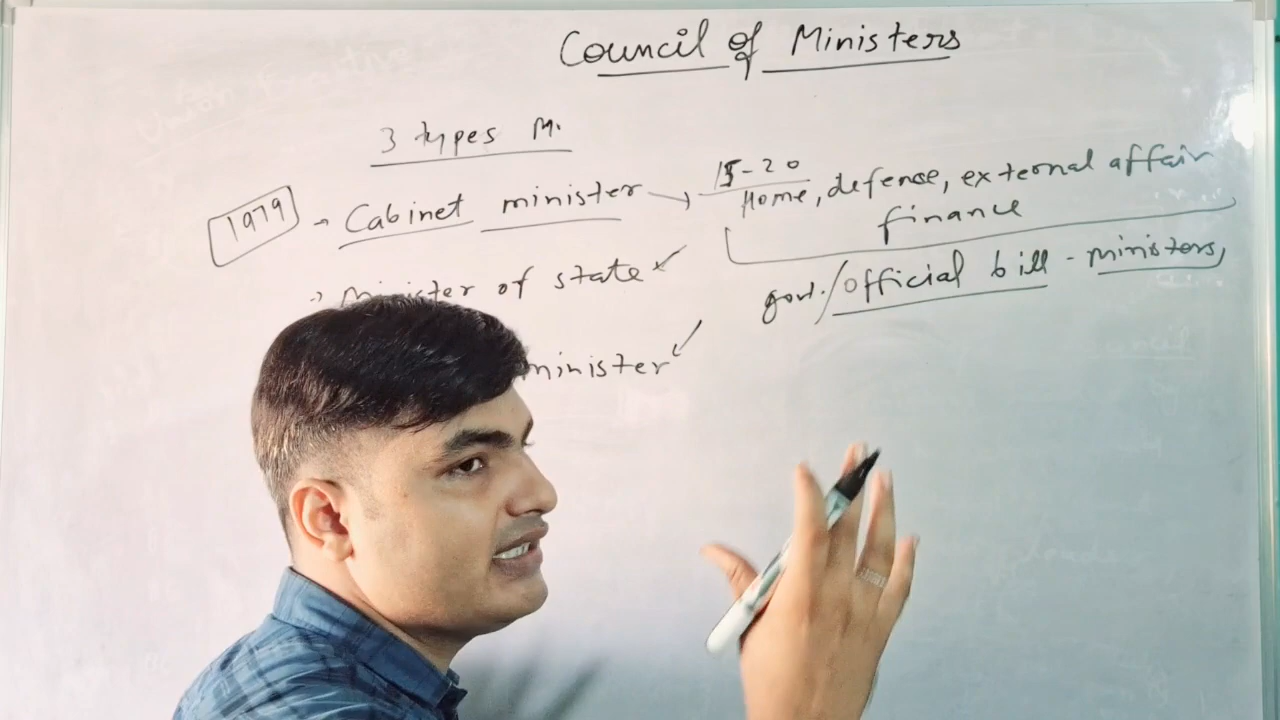 Council of Ministers
3 types M.
1979 → Cabinet minister → 15-20
Home, defense, external affair
finance
→ Minister of state ✓
govt./official bill - ministers,
minister ✓